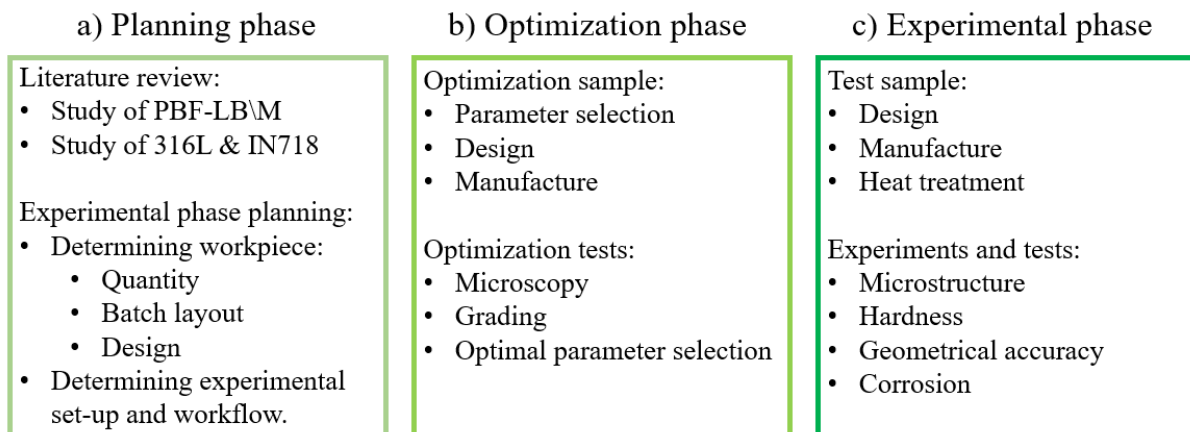 a) Planning phase
Literature review:
• Study of PBF-LB\M
• Study of 316L & IN718
Experimental phase planning:
• Determining workpiece:
• Quantity
• Batch layout
• Design
• Determining experimental
set-up and workflow.
b) Optimization phase
Optimization sample:
• Parameter selection
• Design
• Manufacture
Optimization tests:
• Microscopy
• Grading
• Optimal parameter selection
c) Experimental phase
Test sample:
• Design
• Manufacture
• Heat treatment
Experiments and tests:
• Microstructure
• Hardness
• Geometrical accuracy
• Corrosion